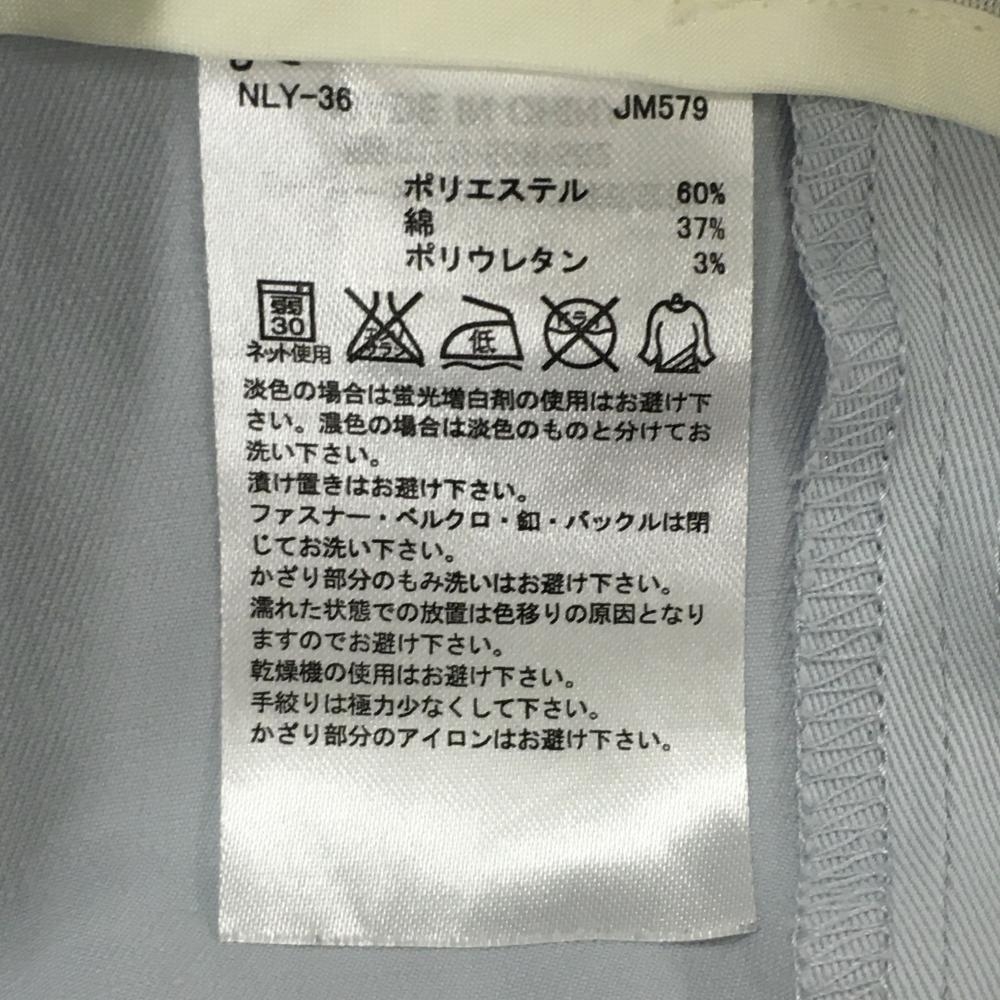 NLY-36 JM579
ポリエステル 60%
綿 37%
ポリウレタン 3%
弱
30
ネット使用
エンソ
サラシ
低
ドライ
淡色の場合は蛍光増白剤の使用はお避け下
さい。濃色の場合は淡色のものと分けてお
洗い下さい。
漬け置きはお避け下さい。
ファスナー・ベルクロ・釦・バックルは閉
じてお洗い下さい。
かざり部分のもみ洗いはお避け下さい。
濡れた状態での放置は色移りの原因となり
ますのでお避け下さい。
乾燥機の使用はお避け下さい。
手絞りは極力少なくして下さい。
かざり部分のアイロンはお避け下さい。